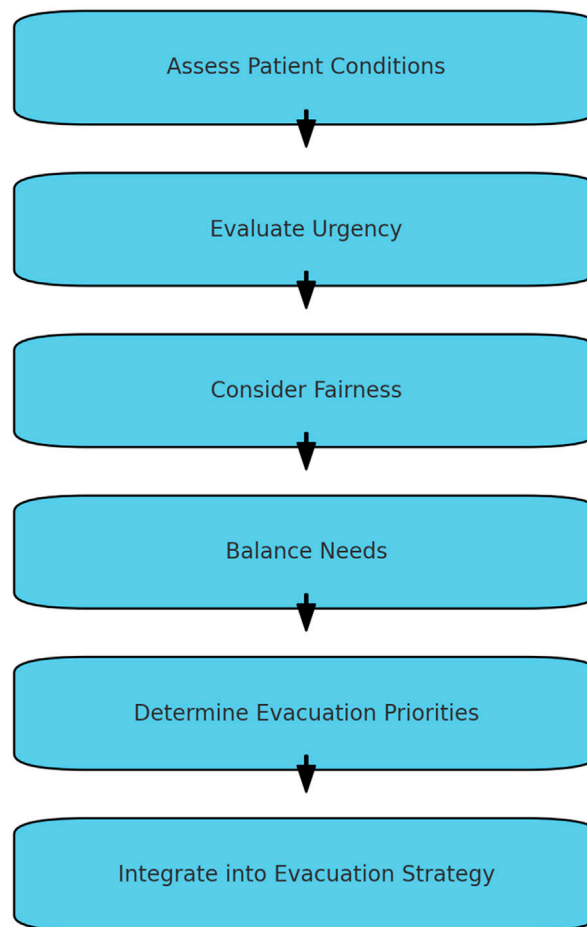 Assess Patient Conditions
Evaluate Urgency
Consider Fairness
Balance Needs
Determine Evacuation Priorities
Integrate into Evacuation Strategy